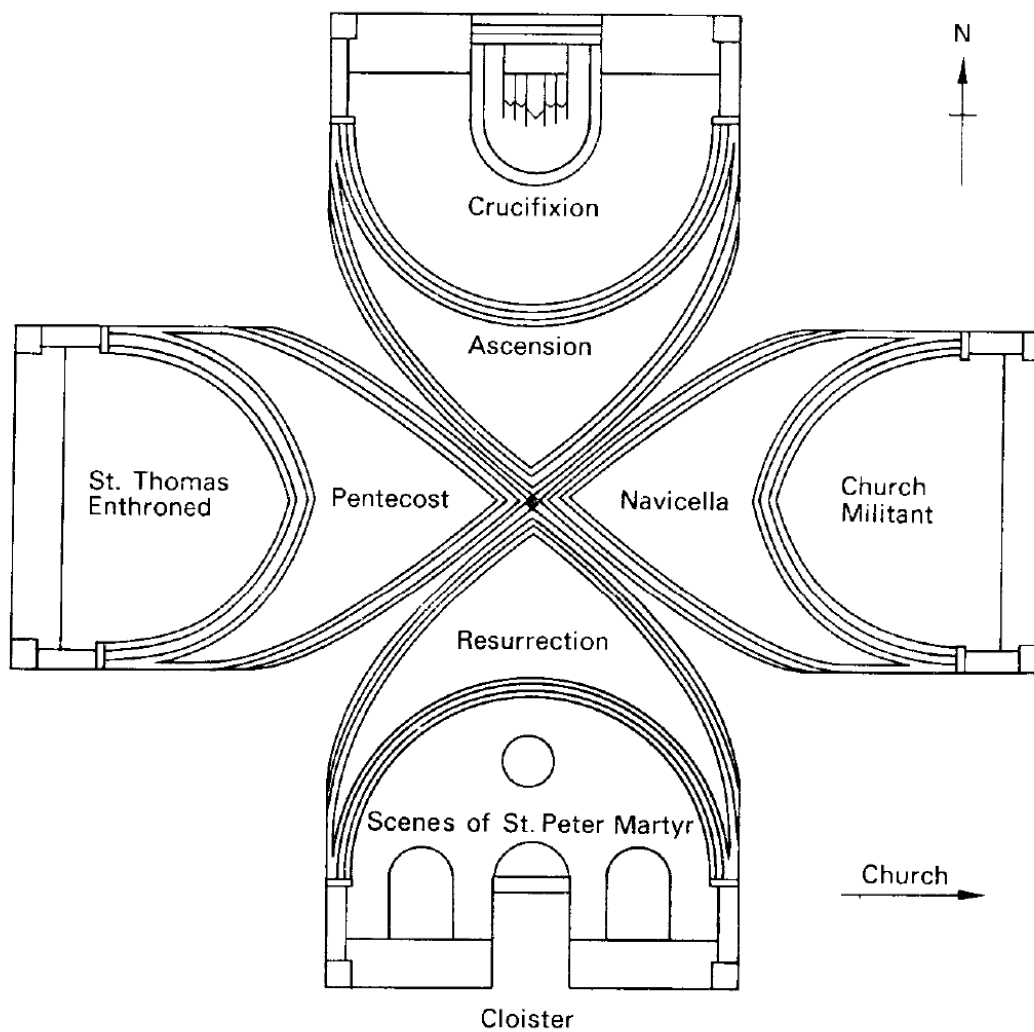 N
Crucifixion
Ascension
St. Thomas
Enthroned
Pentecost
Navicella
Church
Militant
Resurrection
Scenes of St. Peter Martyr
Church
Cloister